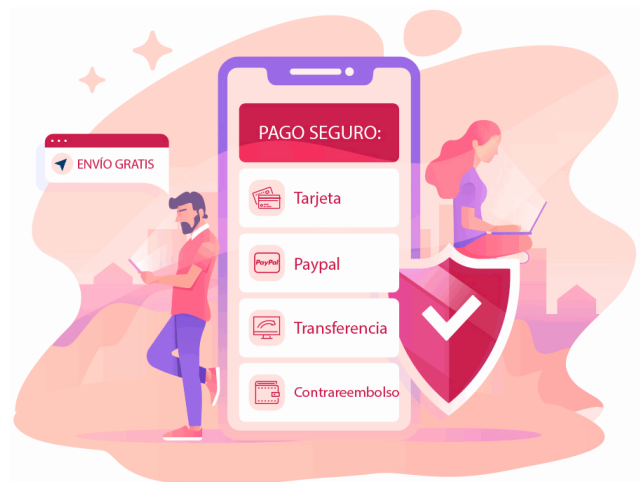 PAGO SEGURO:
ENVÍO GRATIS
Tarjeta
PayPal
Paypal
Transferencia
Contrareembolso